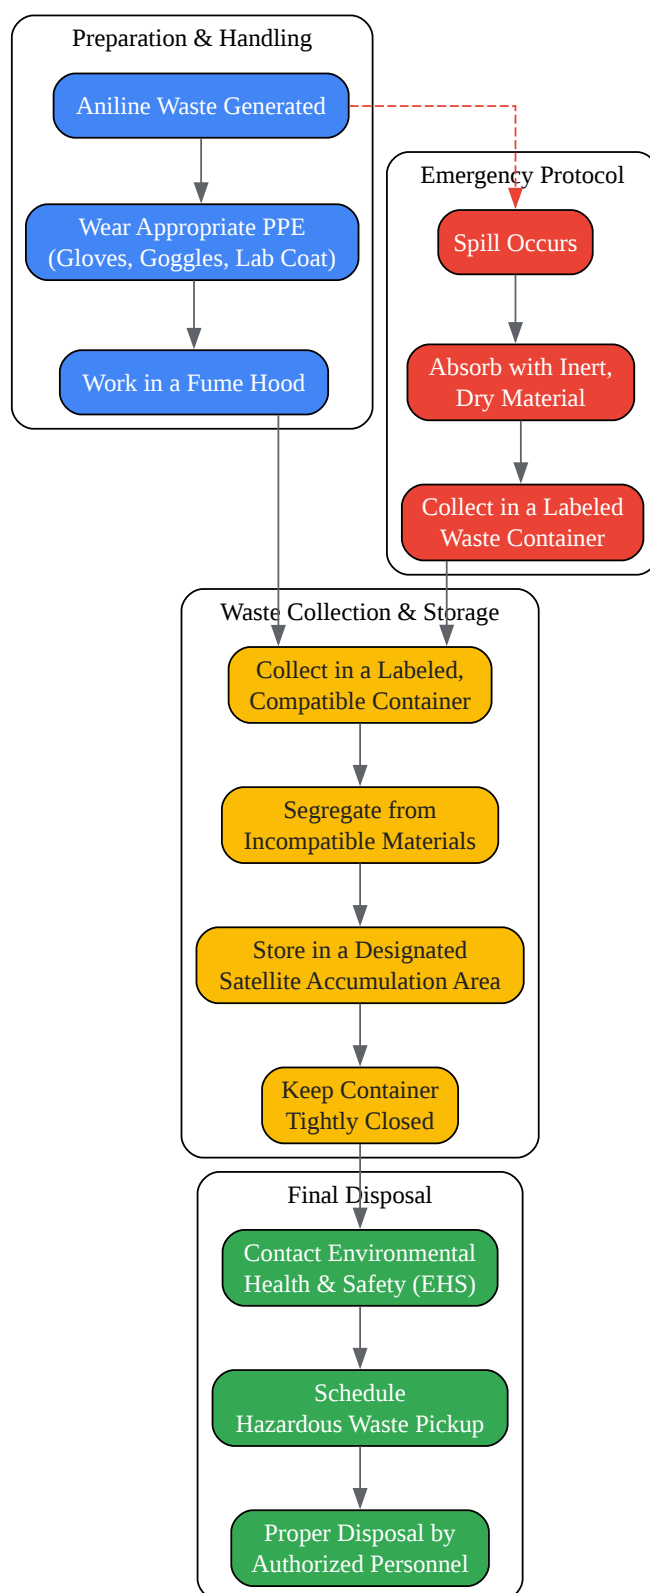 Preparation & Handling
Aniline Waste Generated
Wear Appropriate PPE
(Gloves, Goggles, Lab Coat)
Work in a Fume Hood
Emergency Protocol
Spill Occurs
Absorb with Inert,
Dry Material
Collect in a Labeled
Waste Container
Waste Collection & Storage
Collect in a Labeled,
Compatible Container
Segregate from
Incompatible Materials
Store in a Designated
Satellite Accumulation Area
Keep Container
Tightly Closed
Final Disposal
Contact Environmental
Health & Safety (EHS)
Schedule
Hazardous Waste Pickup
Proper Disposal by
Authorized Personnel